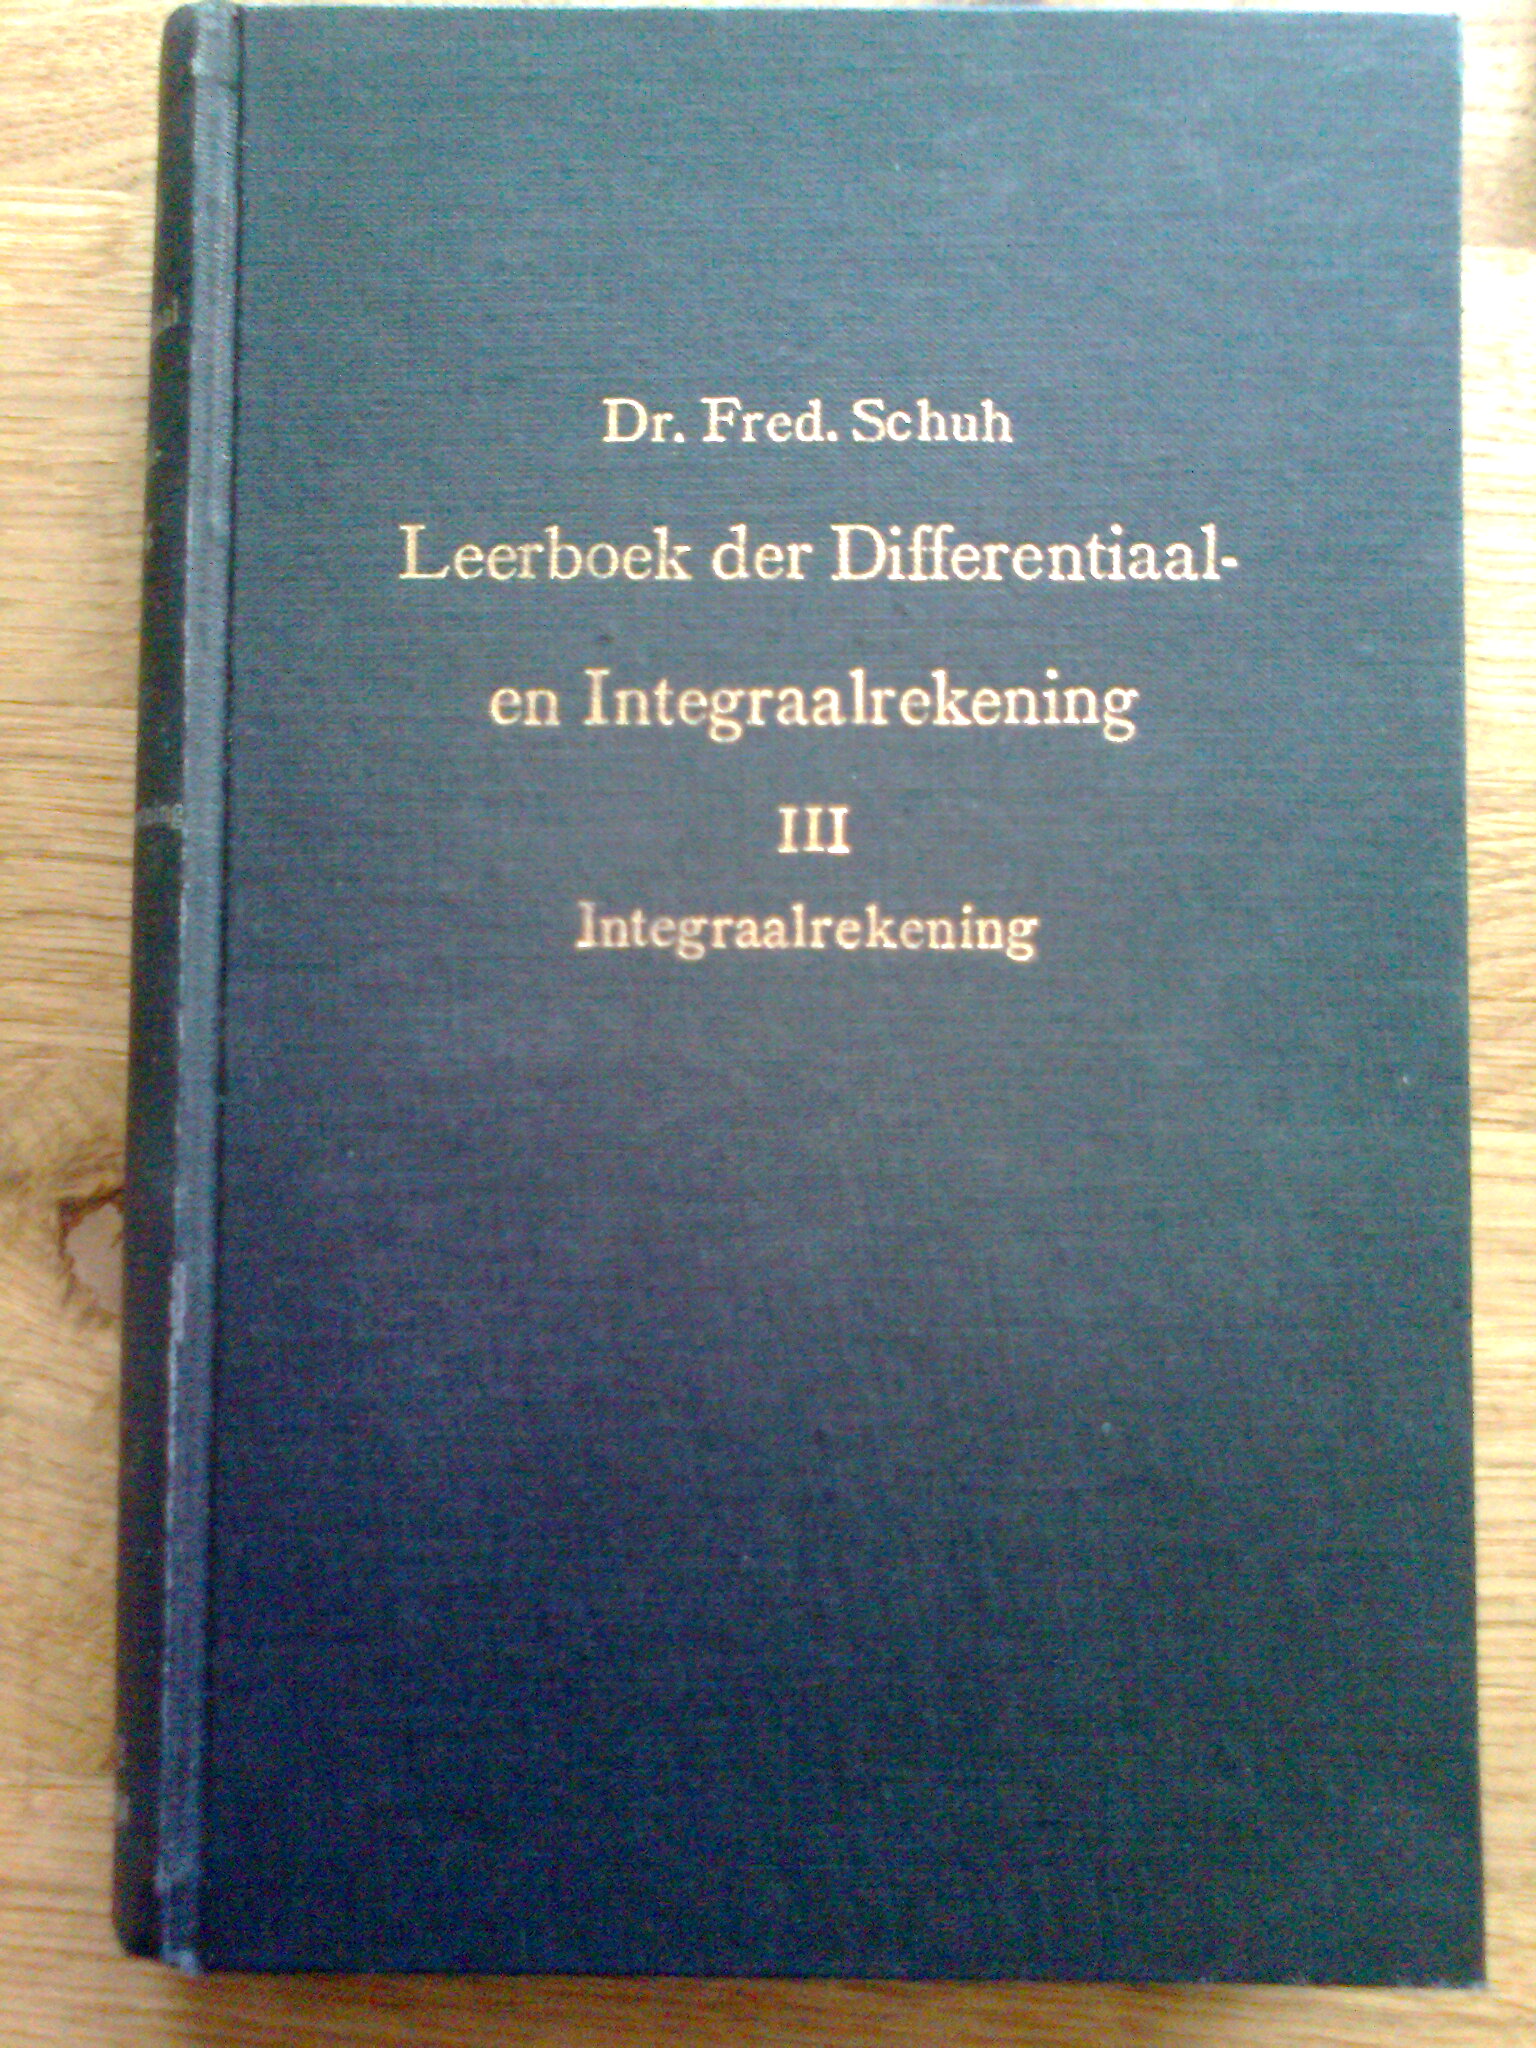 Dr. Fred. Schuh
Leerboek der Differentiaal-
en Integraalrekening
III
Integraalrekening